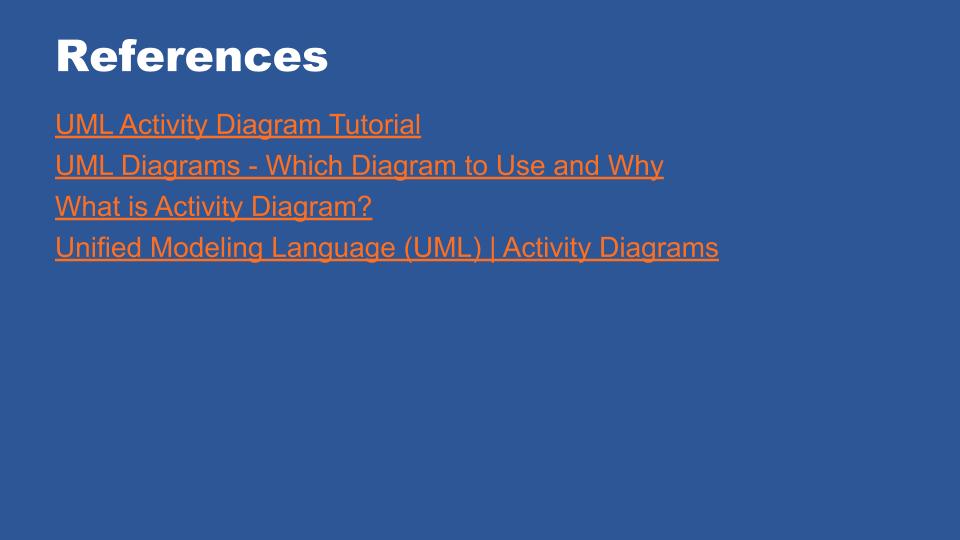 References
UML Activity Diagram Tutorial
UML Diagrams - Which Diagram to Use and Why
What is Activity Diagram?
Unified Modeling Language (UML) | Activity Diagrams